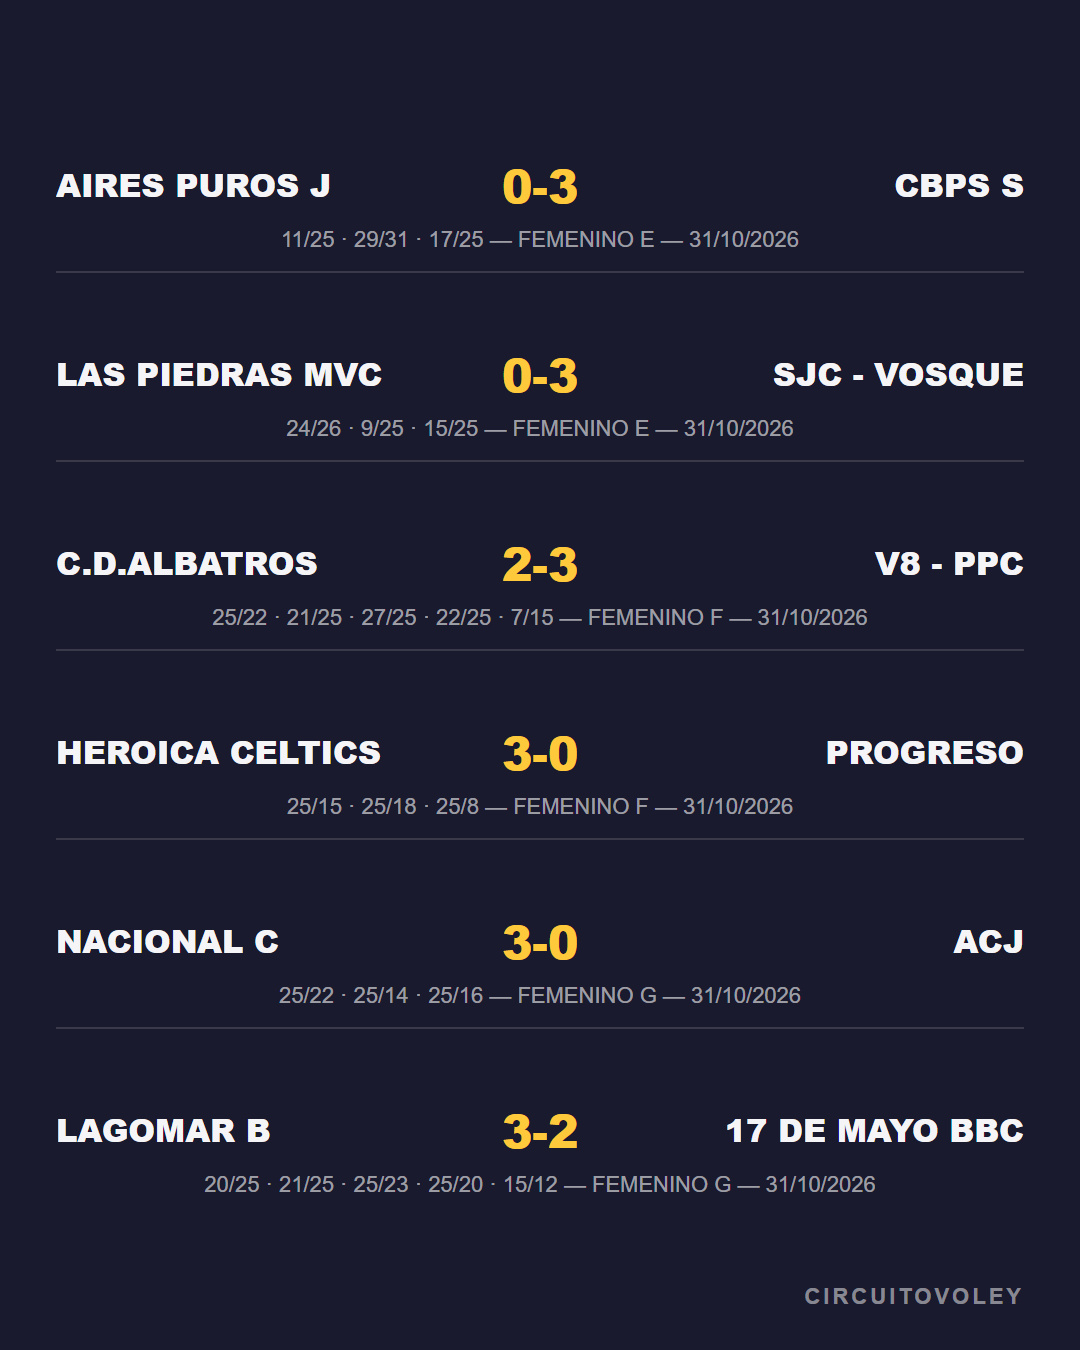 AIRES PUROS J 0-3 CBPS S
11/25 · 29/31 · 17/25 — FEMENINO E — 31/10/2026
LAS PIEDRAS MVC 0-3 SJC - VOSQUE
24/26 · 9/25 · 15/25 — FEMENINO E — 31/10/2026
C.D.ALBATROS 2-3 V8 - PPC
25/22 · 21/25 · 27/25 · 22/25 · 7/15 — FEMENINO F — 31/10/2026
HEROICA CELTICS 3-0 PROGRESO
25/15 · 25/18 · 25/8 — FEMENINO F — 31/10/2026
NACIONAL C 3-0 ACJ
25/22 · 25/14 · 25/16 — FEMENINO G — 31/10/2026
LAGOMAR B 3-2 17 DE MAYO BBC
20/25 · 21/25 · 25/23 · 25/20 · 15/12 — FEMENINO G — 31/10/2026
CIRCUITOVOLEY